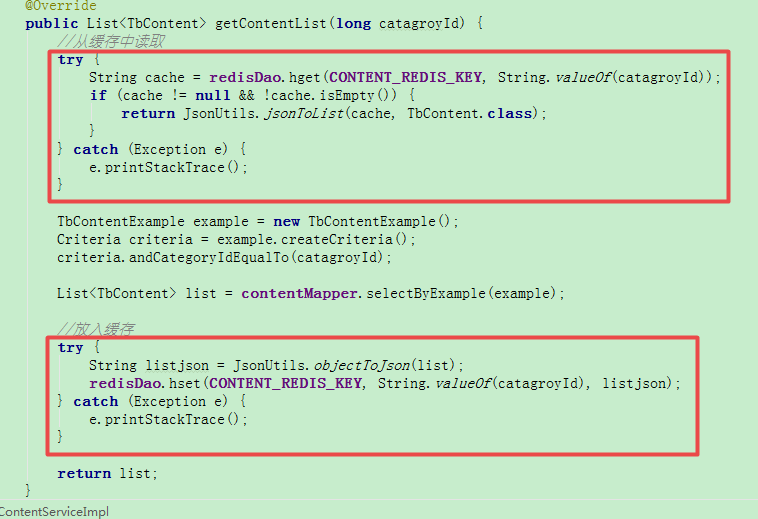 @Override
public List<TbContent> getContentList(long catagroyId) {
//从缓存中读取
try {
String cache = redisDao.hget(CONTENT_REDIS_KEY, String.valueOf(catagroyId));
if (cache != null && !cache.isEmpty()) {
return JsonUtils.jsonToList(cache, TbContent.class);
}
} catch (Exception e) {
e.printStackTrace();
}
TbContentExample example = new TbContentExample();
Criteria criteria = example.createCriteria();
criteria.andCategoryIdEqualTo(catagroyId);
List<TbContent> list = contentMapper.selectByExample(example);
//放入缓存
try {
String listjson = JsonUtils.objectToJson(list);
redisDao.hset(CONTENT_REDIS_KEY, String.valueOf(catagroyId), listjson);
} catch (Exception e) {
e.printStackTrace();
}
return list;
}
ContentServiceImpl